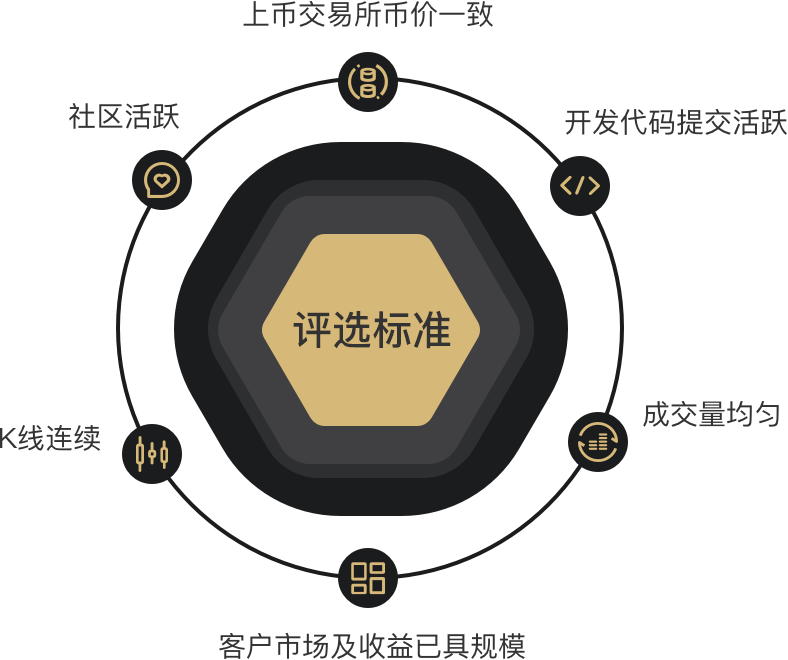 上币交易所币价一致
社区活跃
开发代码提交活跃
评选标准
成交量均匀
K线连续
客户市场及收益已具规模